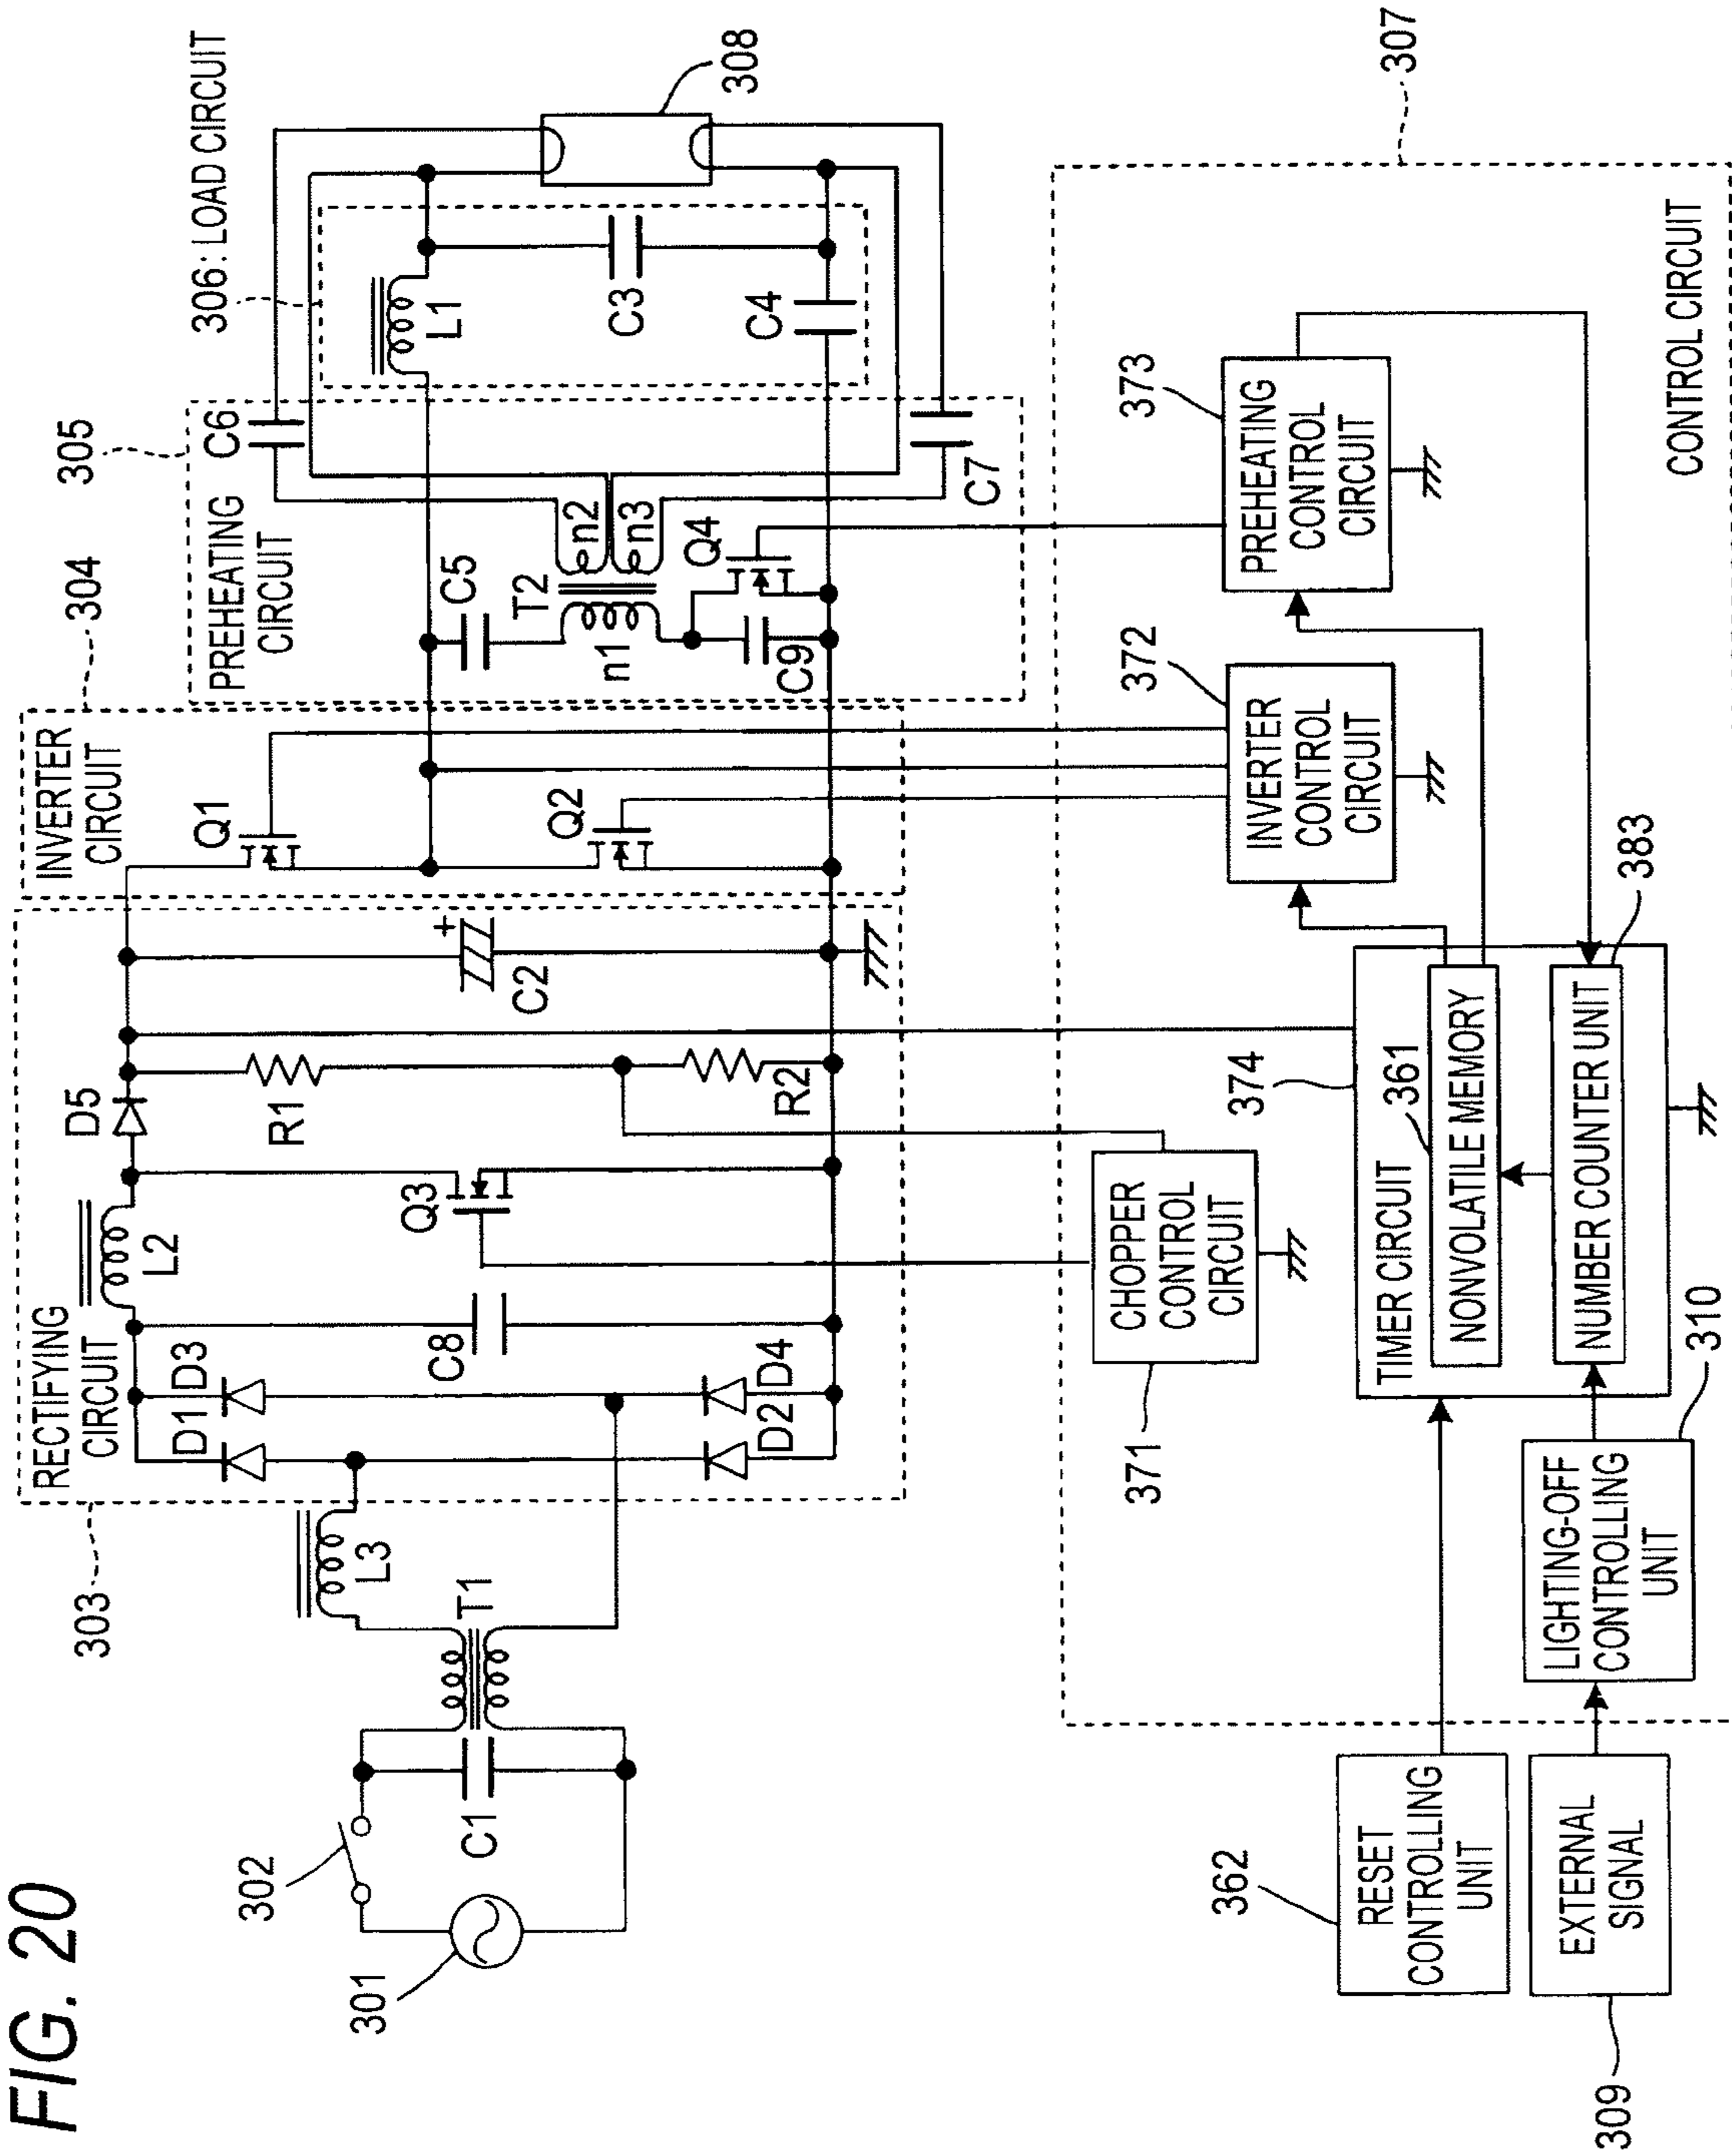 FIG. 20
303
RECTIFYING
CIRCUIT
D1
D3
D2
D4
L2
D5
C8
Q3
R1
R2
C2
+
304
INVERTER
CIRCUIT
Q1
Q2
305
PREHEATING
CIRCUIT
C5
T2
n1
n2
n3
C9
Q4
C6
C7
306: LOAD CIRCUIT
L1
C3
C4
308
301
302
C1
T1
L3
307
CONTROL CIRCUIT
371
CHOPPER
CONTROL
CIRCUIT
372
INVERTER
CONTROL
CIRCUIT
373
PREHEATING
CONTROL
CIRCUIT
374
TIMER CIRCUIT
361
NONVOLATILE MEMORY
NUMBER COUNTER UNIT
383
362
RESET
CONTROLLING
UNIT
309
EXTERNAL
SIGNAL
310
LIGHTING-OFF
CONTROLLING
UNIT